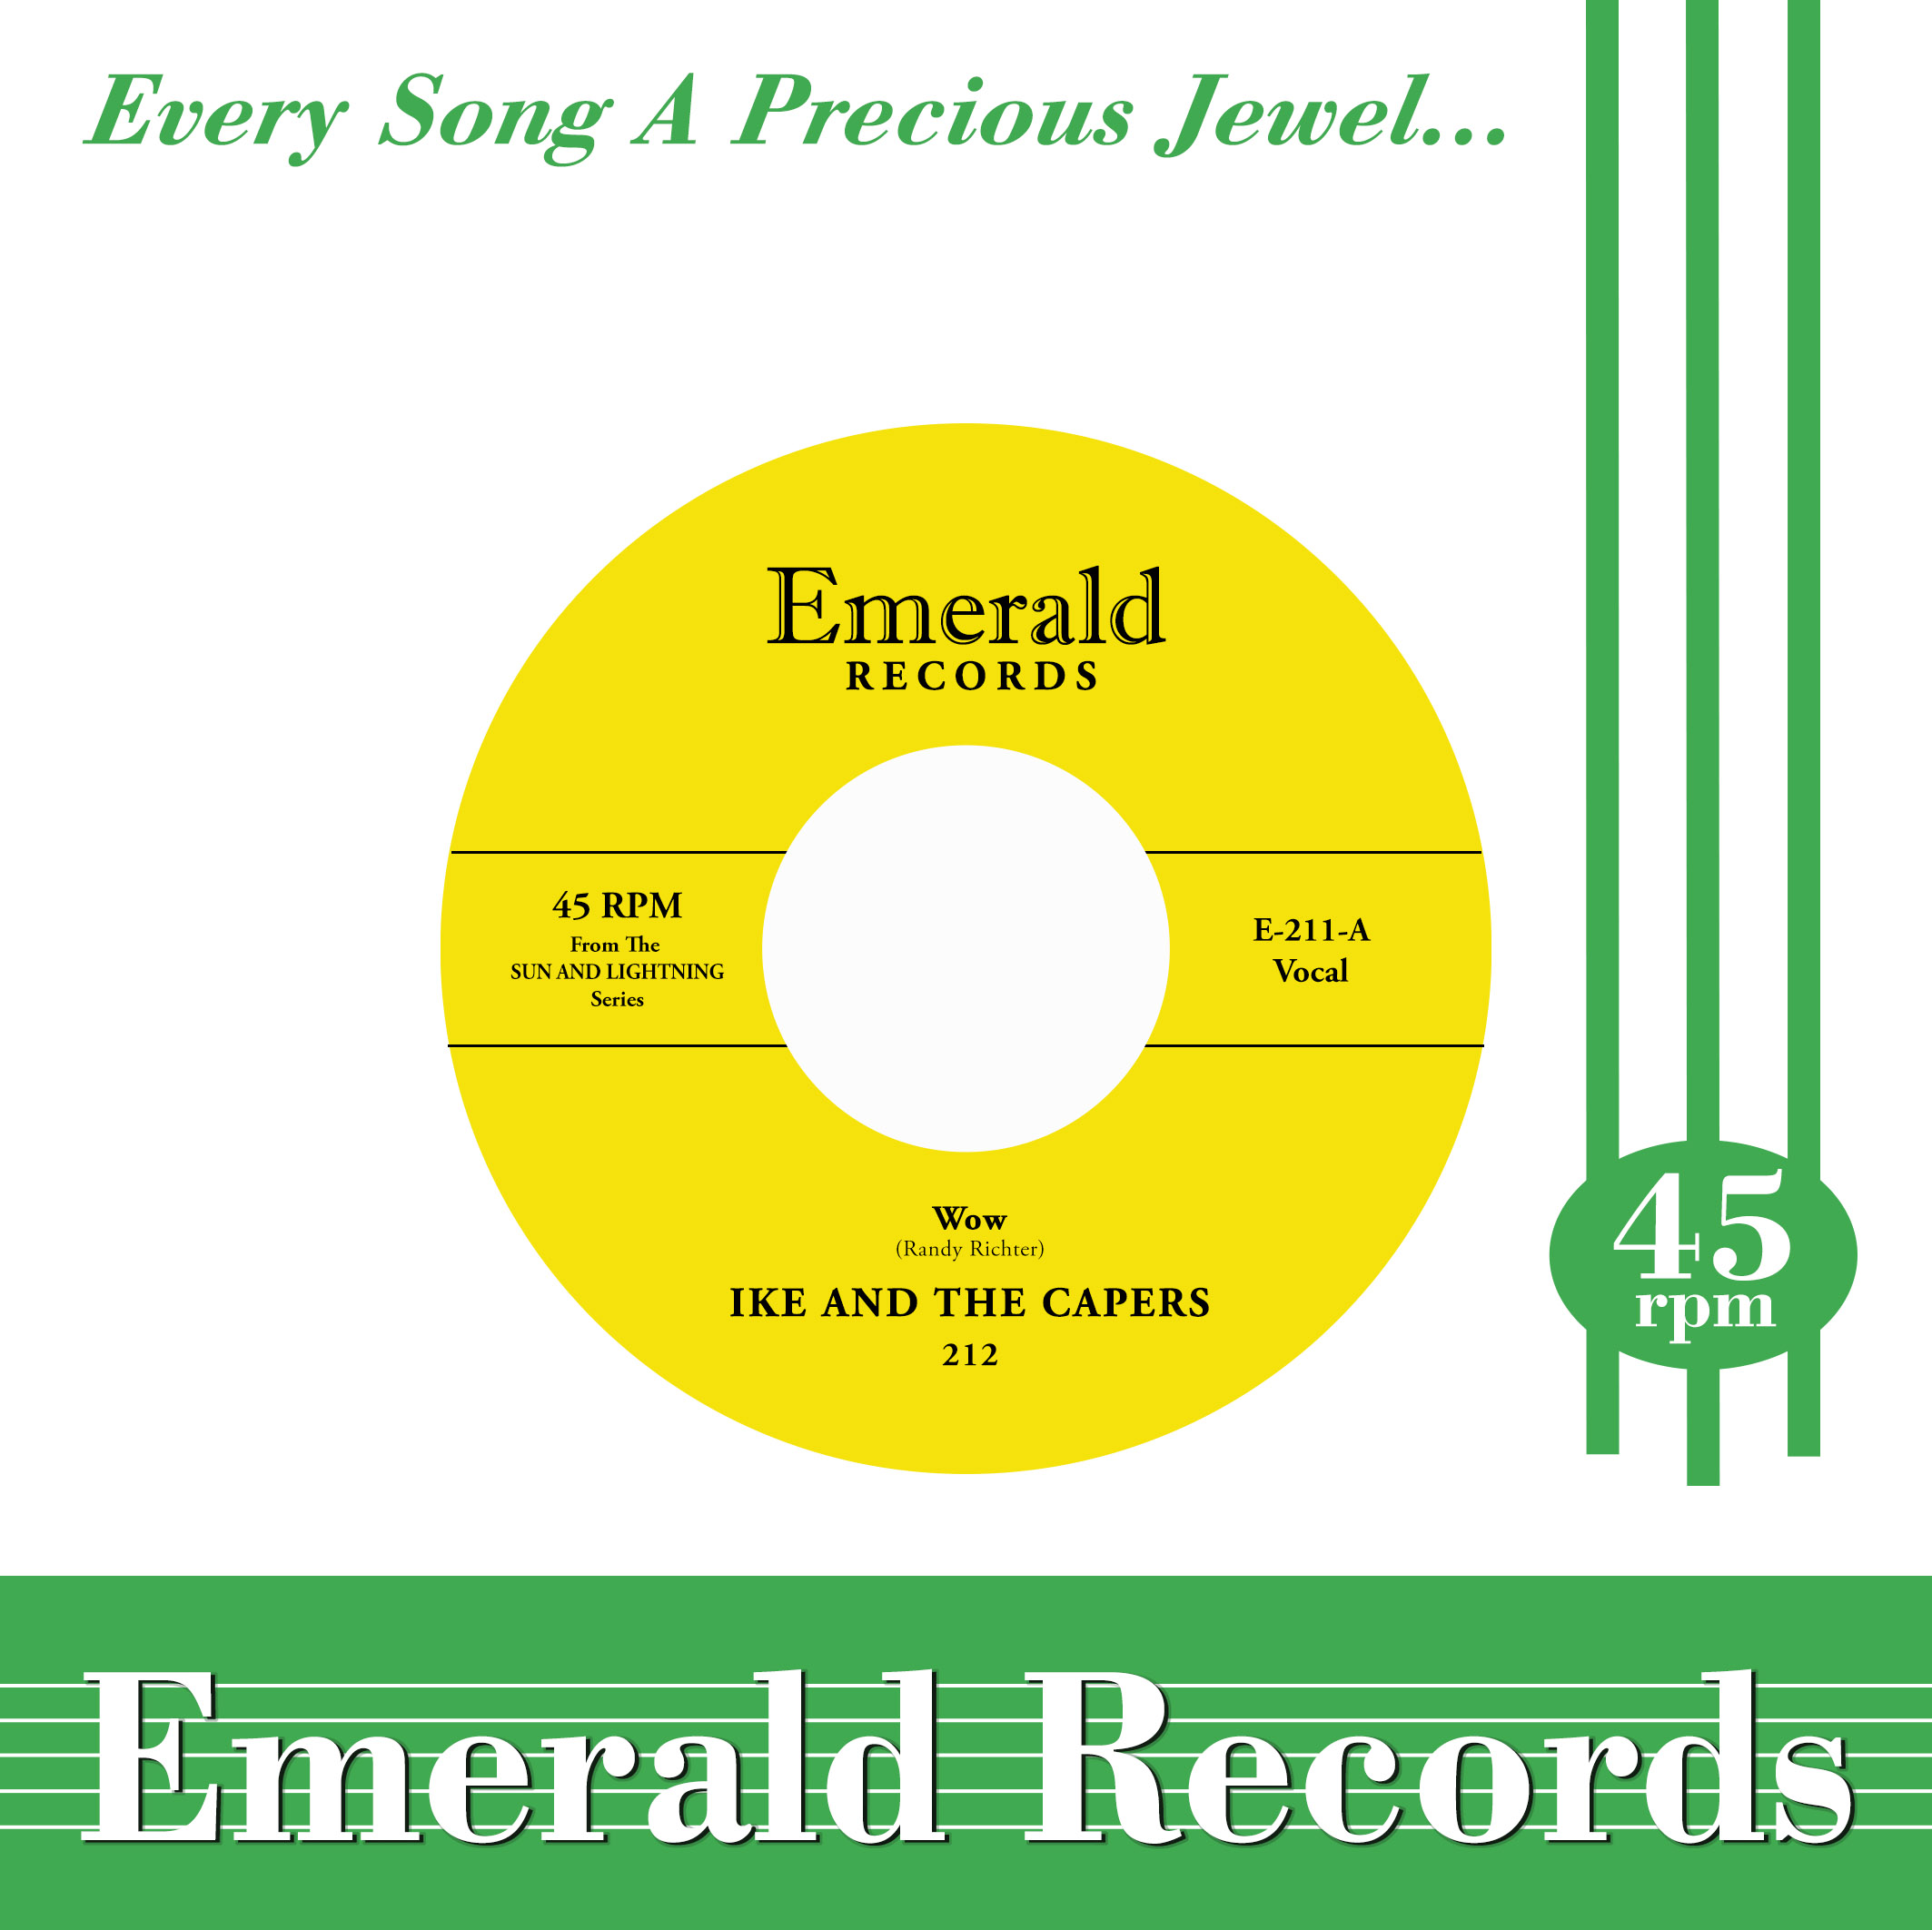 Every Song A Precious Jewel...
Emerald
RECORDS
45 RPM
From The
SUN AND LIGHTNING
Series
E-211-A
Vocal
Wow
(Randy Richter)
IKE AND THE CAPERS
212
45
rpm
Emerald Records